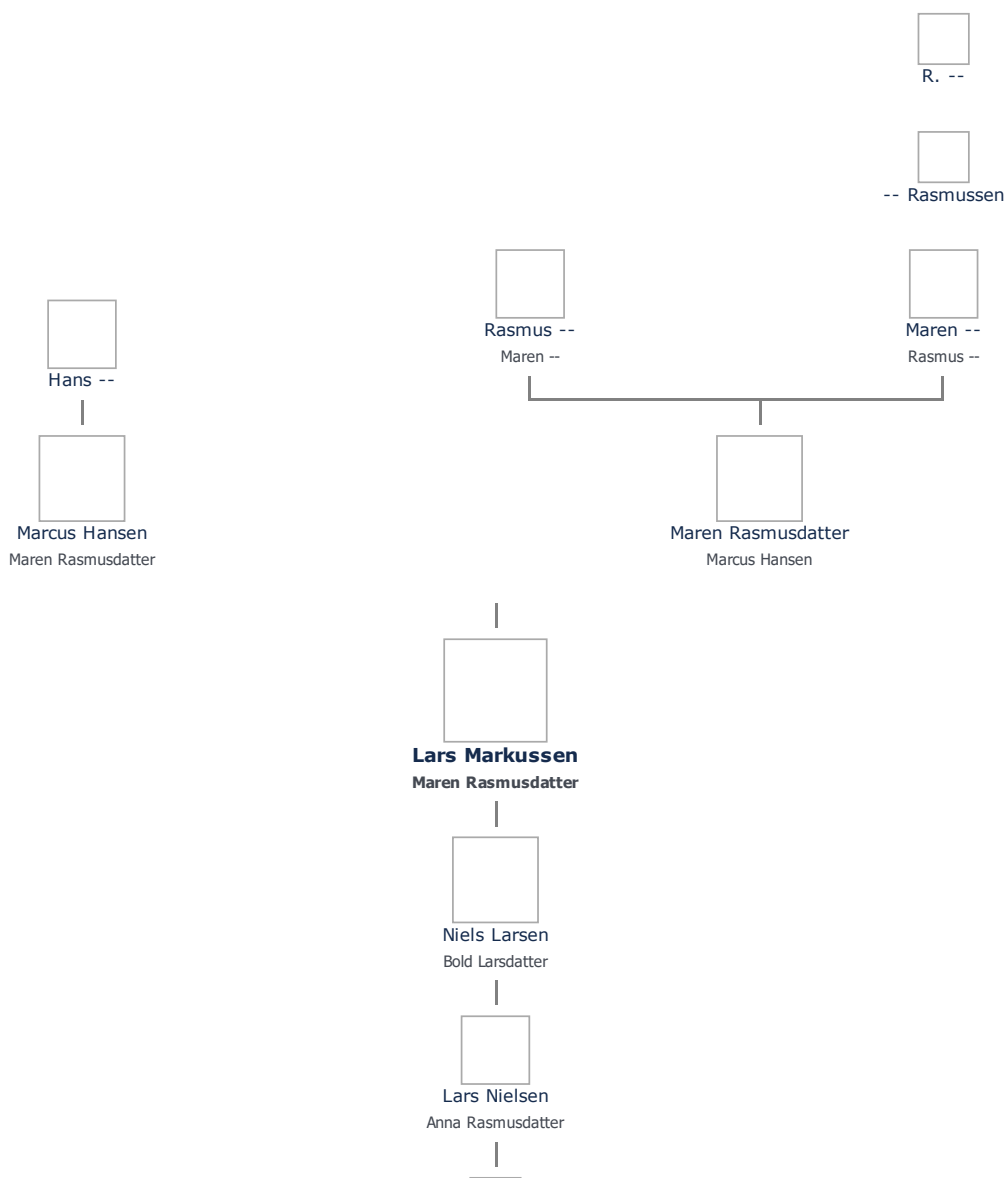 R. --
-- Rasmussen
Rasmus --
Maren --
Maren --
Rasmus --
Hans --
Marcus Hansen
Maren Rasmusdatter
Maren Rasmusdatter
Marcus Hansen
Lars Markussen
Maren Rasmusdatter
Niels Larsen
Bold Larsdatter
Lars Nielsen
Anna Rasmusdatter